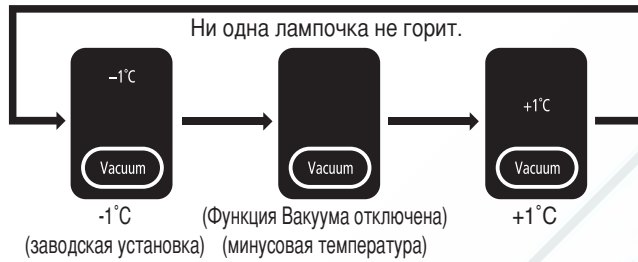 Ни одна лампочка не горит.
–1˚C
+1˚C
Vacuum
Vacuum
Vacuum
-1˚C
(Функция Вакуума отключена)
+1˚C
(заводская установка)
(минусовая температура)